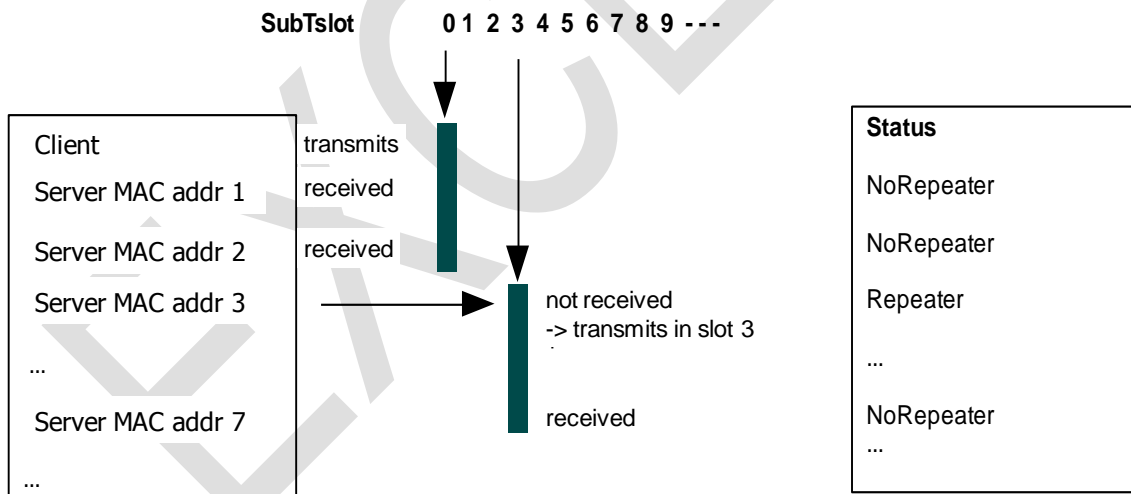 SubTslot 0 1 2 3 4 5 6 7 8 9 ---
Client transmits
Server MAC addr 1 received
Server MAC addr 2 received
Server MAC addr 3
...
Server MAC addr 7
...
not received
-> transmits in slot 3
received
Status
NoRepeater
NoRepeater
Repeater
...
NoRepeater
...